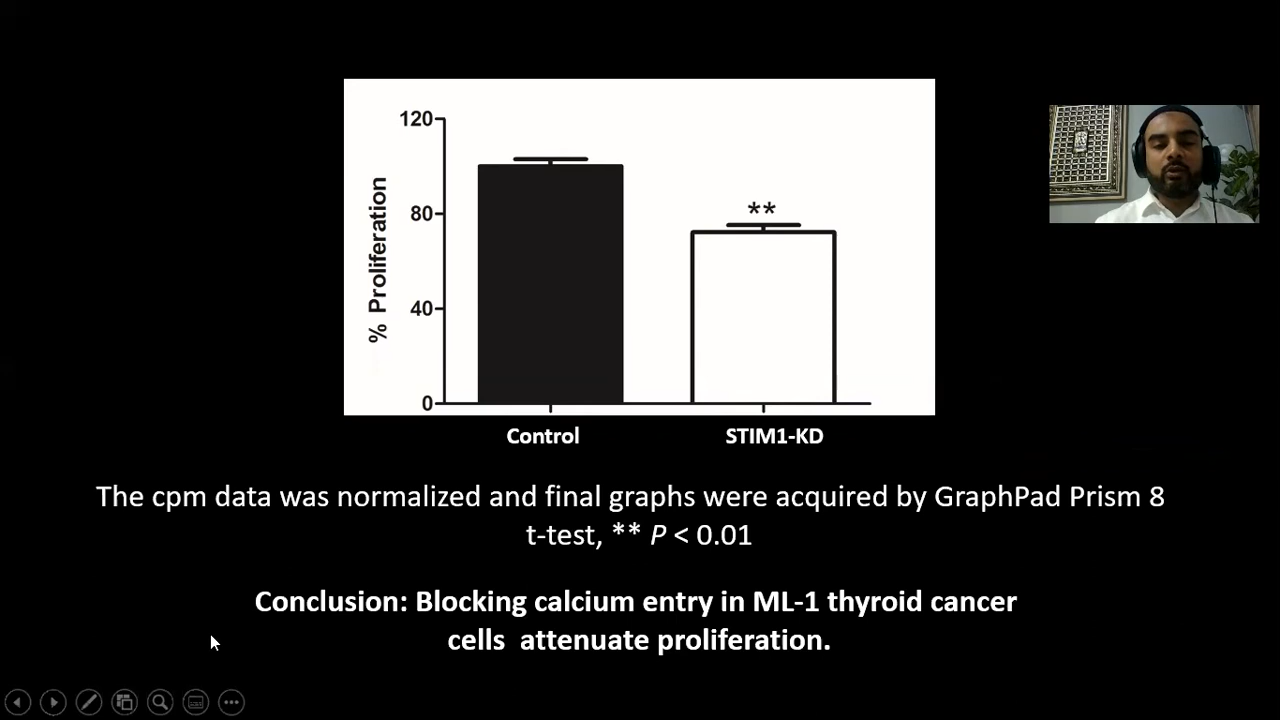 120
80
40
0
% Proliferation
**
Control
STIM1-KD
The cpm data was normalized and final graphs were acquired by GraphPad Prism 8
t-test, ** P < 0.01
Conclusion: Blocking calcium entry in ML-1 thyroid cancer
cells  attenuate proliferation.